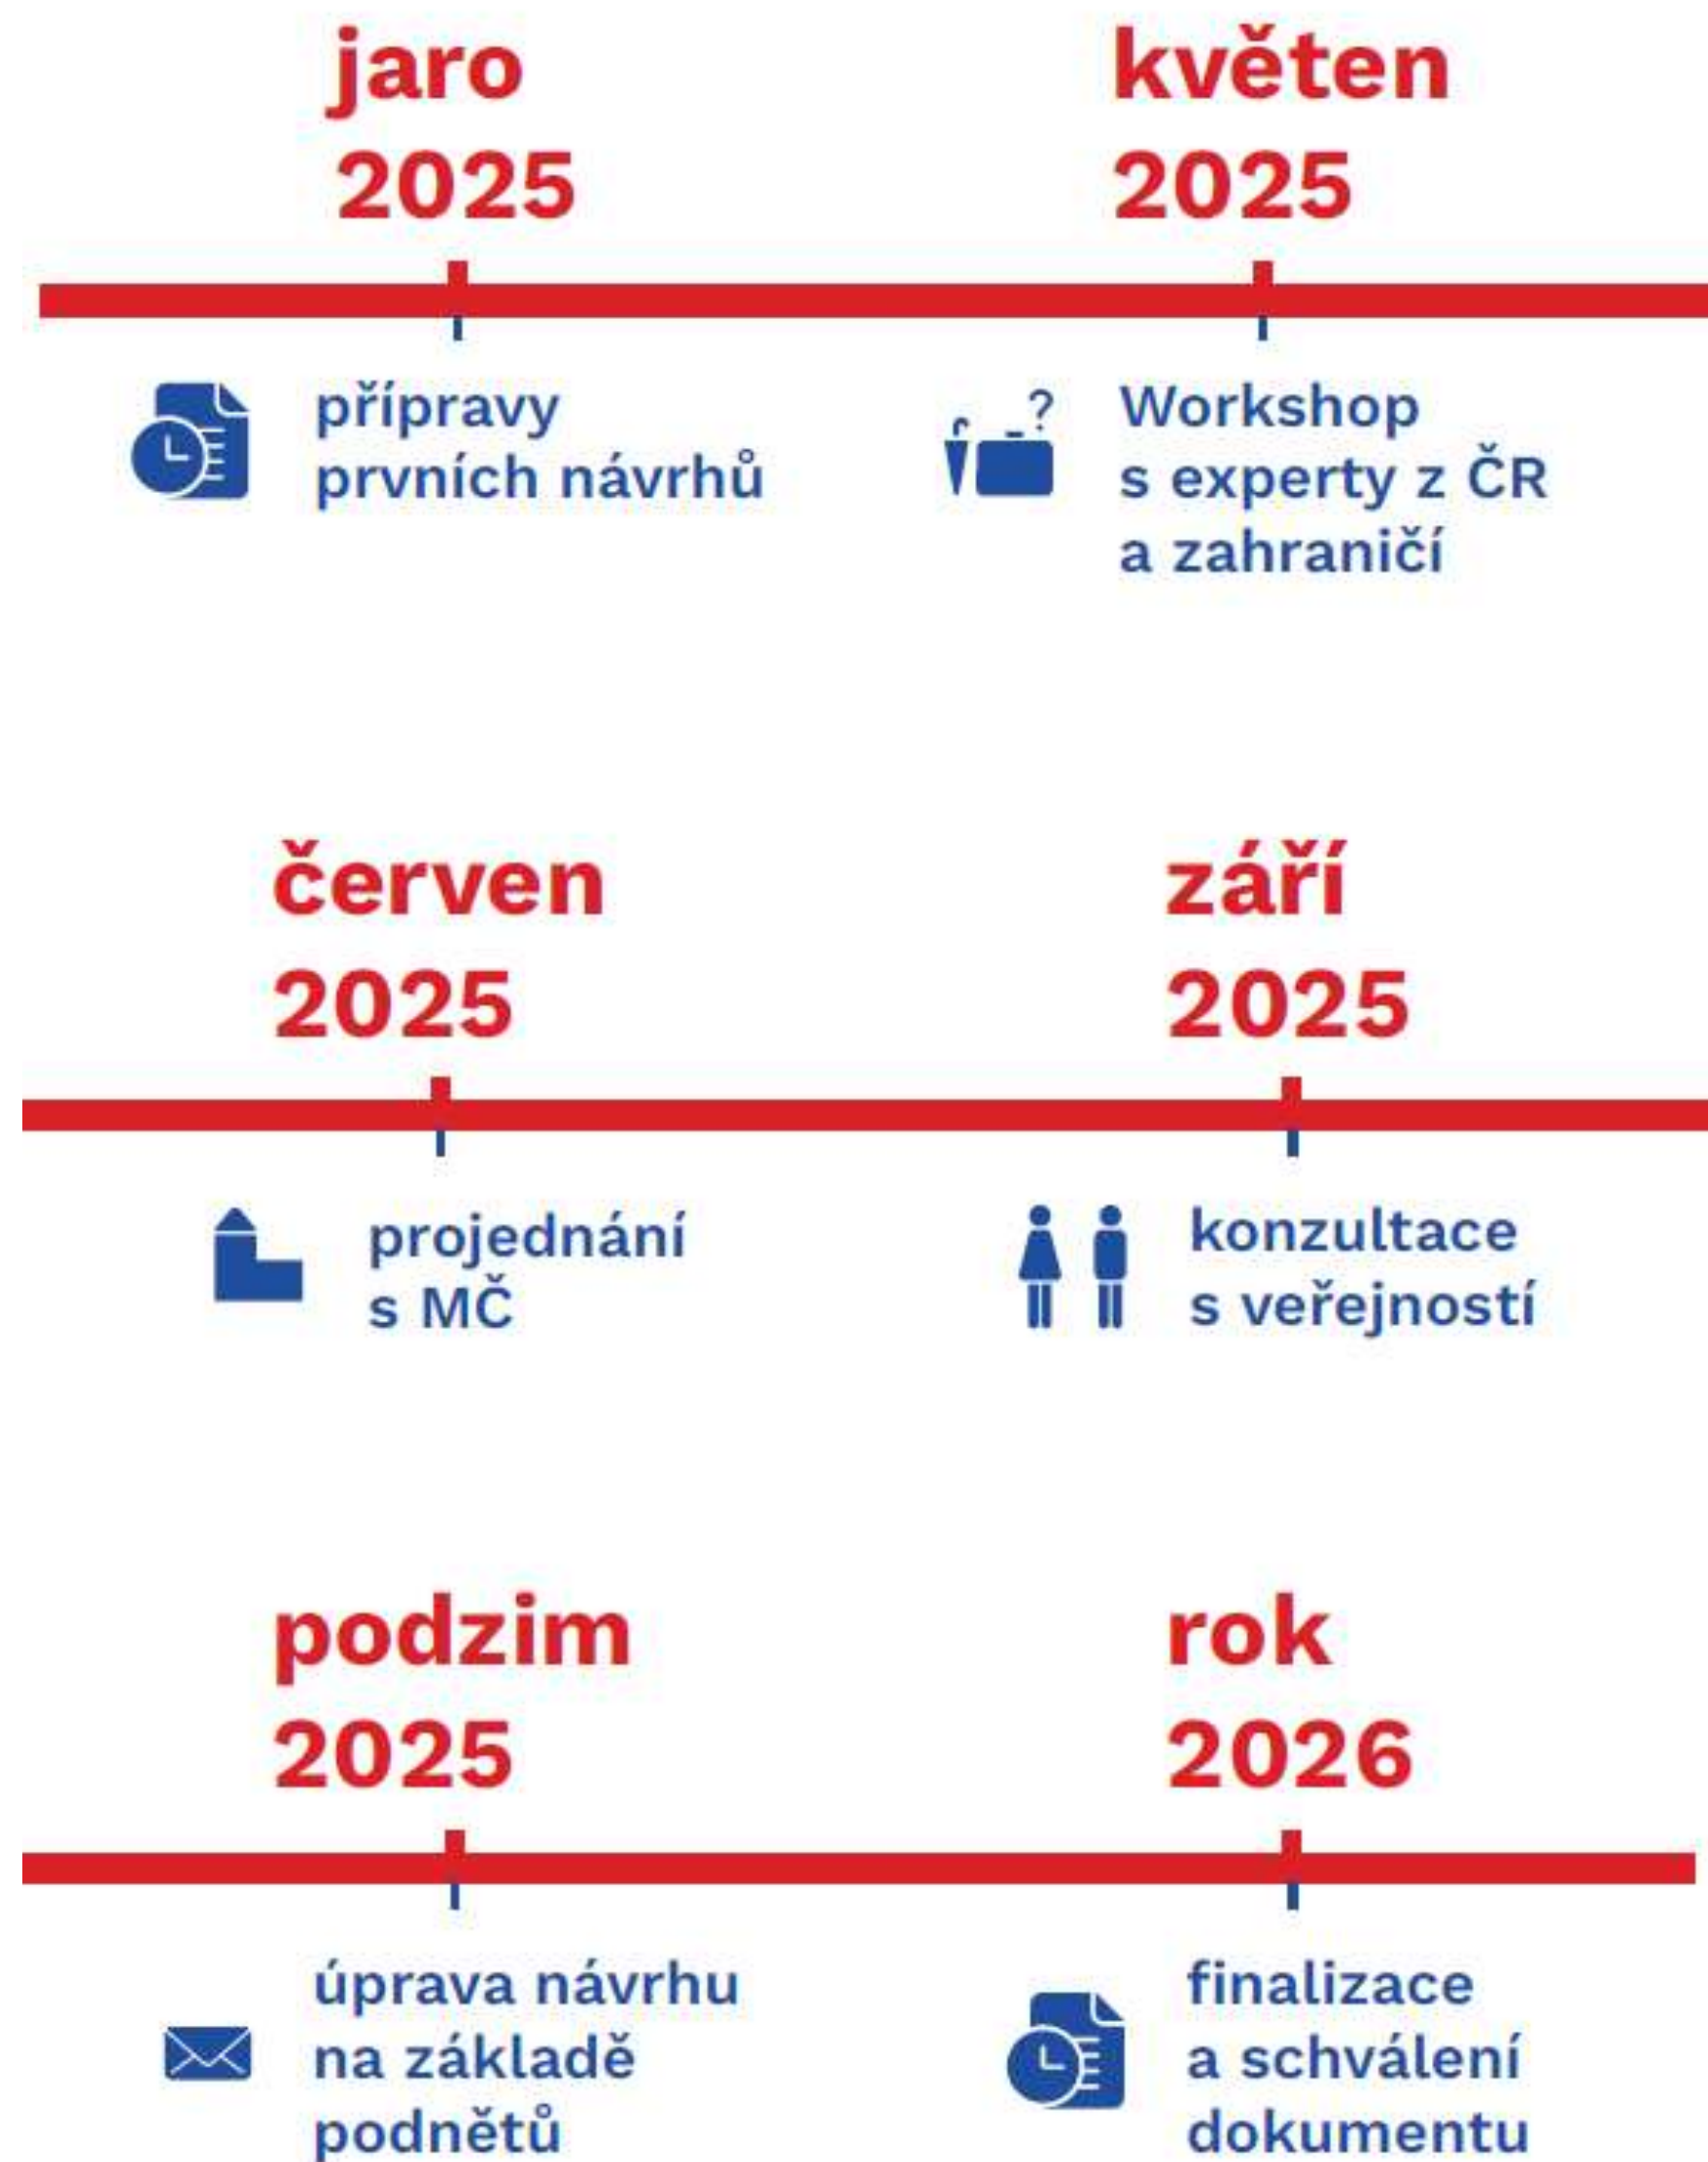 jaro
2025
přípravy
prvních návrhů
květen
2025
?
Workshop
s experty z ČR
a zahraničí
červen
2025
projednání
s MČ
září
2025
konzultace
s veřejností
podzim
2025
úprava návrhu
na základě
podnětů
rok
2026
finalizace
a schválení
dokumentu